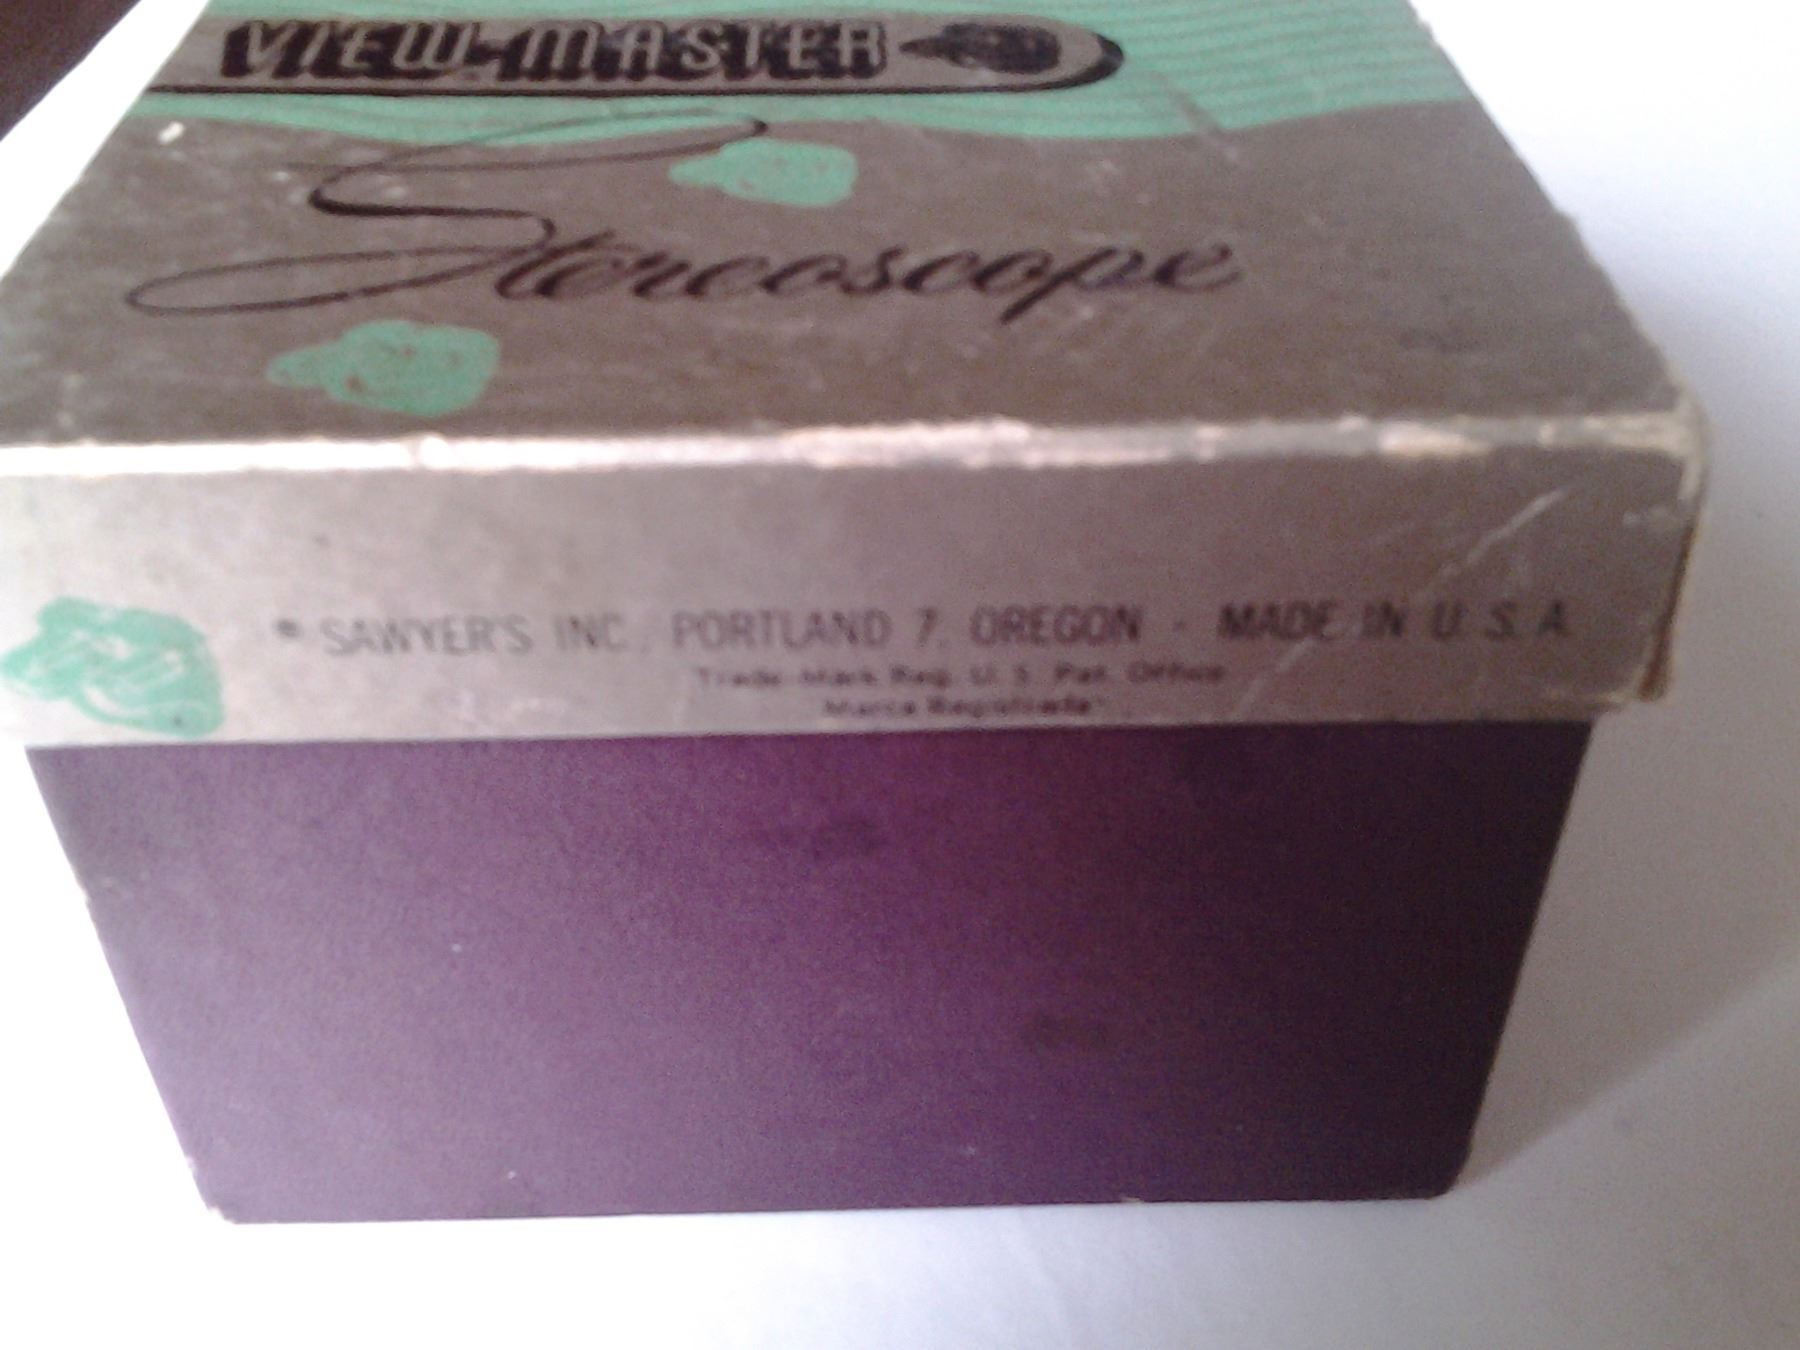 VIEW-MASTER
Stereoscope
* SAWYER'S INC., PORTLAND 7, OREGON - MADE IN U. S. A.
Trade-Mark Reg. U. S. Pat. Office
Marca Registrada